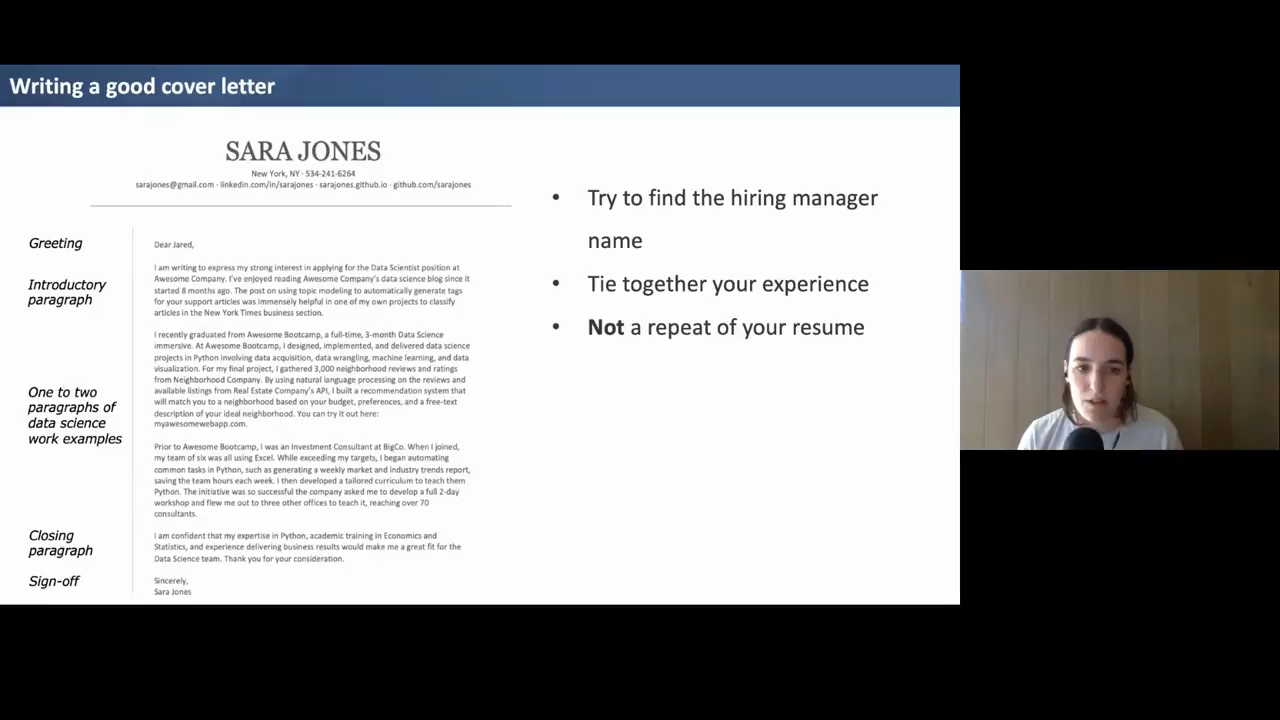 Writing a good cover letter
SARA JONES
New York, NY · 534-241-6264
sarajones@gmail.com · linkedin.com/in/sarajones · sarajones.github.io · github.com/sarajones
Greeting
Dear Jared,
Introductory
paragraph
I am writing to express my strong interest in applying for the Data Scientist position at
Awesome Company. I've enjoyed reading Awesome Company's data science blog since it
started 8 months ago. The post on using topic modeling to automatically generate tags
for your support articles was immensely helpful in one of my own projects to classify
articles in the New York Times business section.
One to two
paragraphs of
data science
work examples
I recently graduated from Awesome Bootcamp, a full-time, 3-month Data Science
immersive. At Awesome Bootcamp, I designed, implemented, and delivered data science
projects in Python involving data acquisition, data wrangling, machine learning, and data
visualization. For my final project, I gathered 3,000 neighborhood reviews and ratings
from Neighborhood Company. By using natural language processing on the reviews and
available listings from Real Estate Company's API, I built a recommendation system that
will match you to a neighborhood based on your budget, preferences, and a free-text
description of your ideal neighborhood. You can try it out here:
myawesomewebapp.com.
Prior to Awesome Bootcamp, I was an Investment Consultant at BigCo. When I joined,
my team of six was all using Excel. While exceeding my targets, I began automating
common tasks in Python, such as generating a weekly market and industry trends report,
saving the team hours each week. I then developed a tailored curriculum to teach them
Python. The initiative was so successful the company asked me to develop a full 2-day
workshop and flew me out to three other offices to teach it, reaching over 70
consultants.
Closing
paragraph
I am confident that my expertise in Python, academic training in Economics and
Statistics, and experience delivering business results would make me a great fit for the
Data Science team. Thank you for your consideration.
Sign-off
Sincerely,
Sara Jones
• Try to find the hiring manager
name
• Tie together your experience
• Not a repeat of your resume